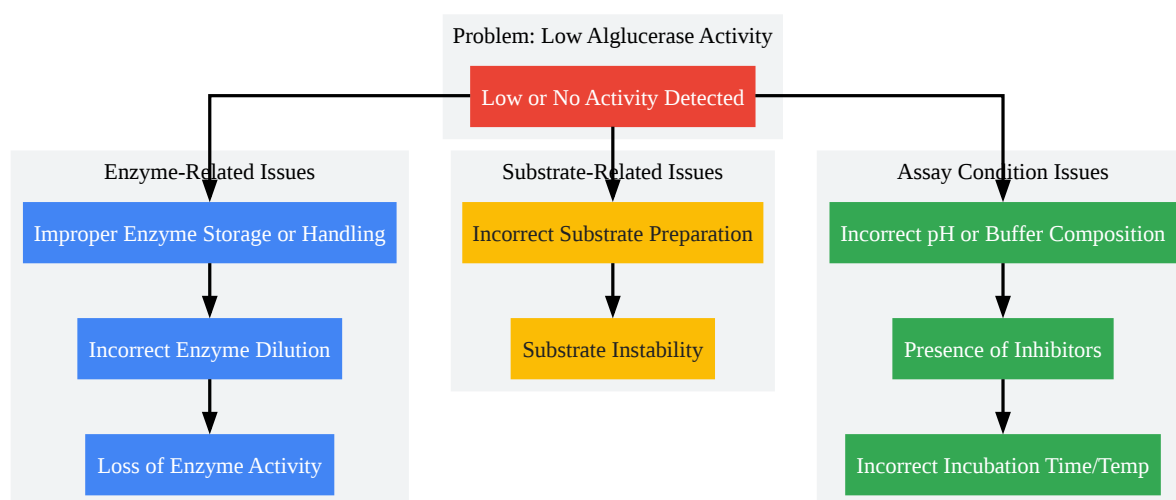 Problem: Low Alglucerase Activity
Low or No Activity Detected
Enzyme-Related Issues
Improper Enzyme Storage or Handling
Incorrect Enzyme Dilution
Loss of Enzyme Activity
Substrate-Related Issues
Incorrect Substrate Preparation
Substrate Instability
Assay Condition Issues
Incorrect pH or Buffer Composition
Presence of Inhibitors
Incorrect Incubation Time/Temp